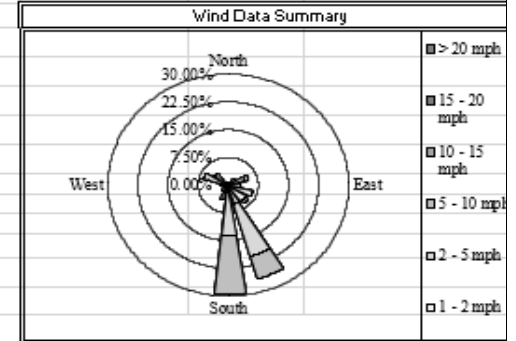 Wind Data Summary
North
30.00%
22.50%
15.00%
7.50%
0.00%
West
East
South
> 20 mph
15 - 20
mph
10 - 15
mph
5 - 10 mph
2 - 5 mph
1 - 2 mph